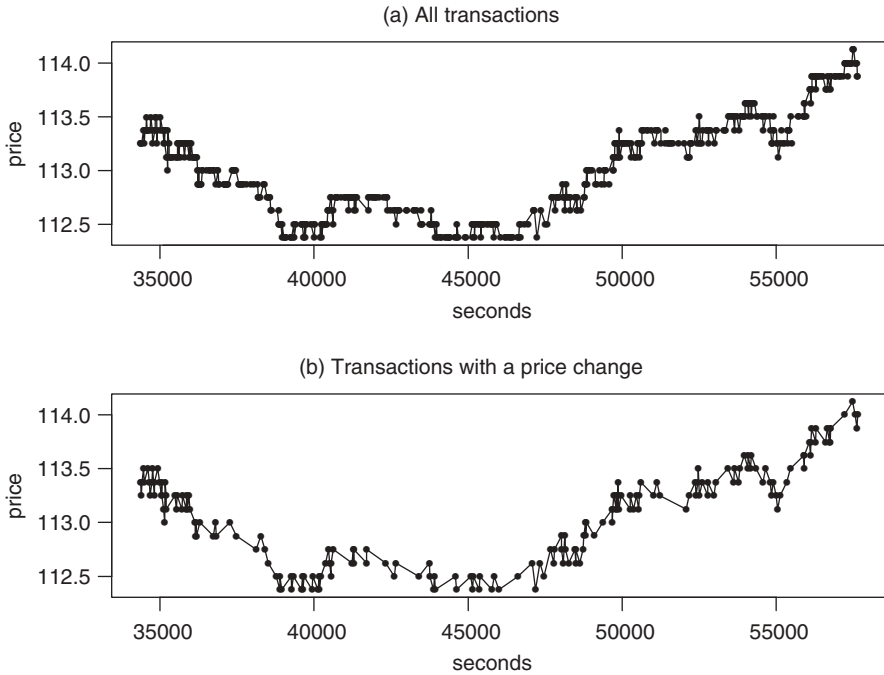 (a) All transactions
114.0
113.5
113.0
112.5
price
35000 40000 45000 50000 55000
seconds
(b) Transactions with a price change
114.0
113.5
113.0
112.5
price
35000 40000 45000 50000 55000
seconds